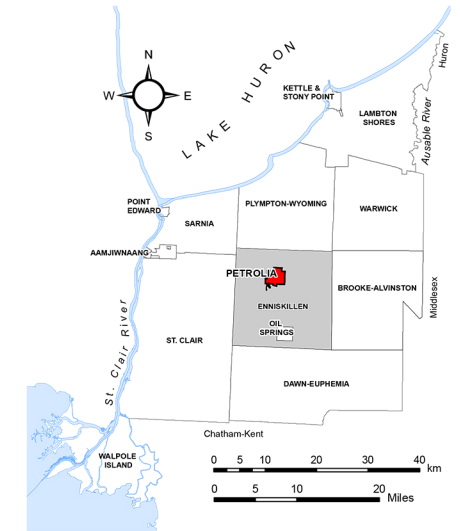 N
W
E
S
LAKE HURON
KETTLE &
STONY POINT
Huron
LAMBTON
SHORES
Ausable River
POINT
EDWARD
SARNIA
PLYMPTON-WYOMING
WARWICK
AAMJIWNAANG
PETROLIA
ENNISKILLEN
OIL
SPRINGS
BROOKE-ALVINSTON
Middlesex
St. Clair River
ST. CLAIR
DAWN-EUPHEMIA
Chatham-Kent
WALPOLE
ISLAND
0 5 10 20 30 40 km
0 5 10 20 Miles